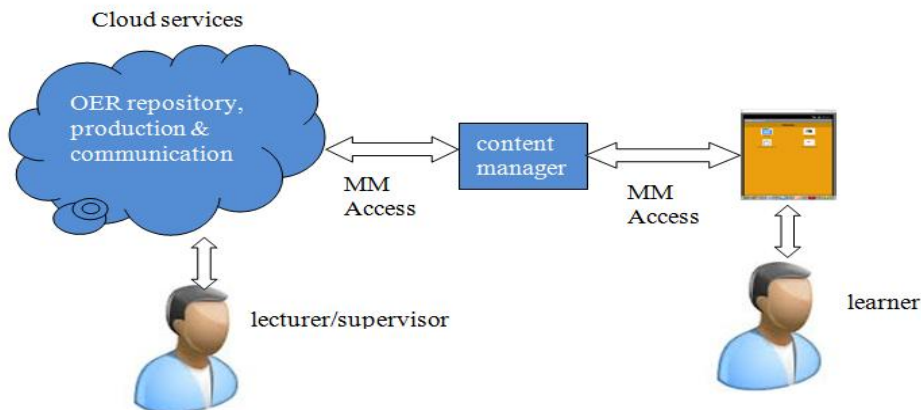 Cloud services
OER repository,
production &
communication
content
manager
MM
Access
MM
Access
lecturer/supervisor
learner